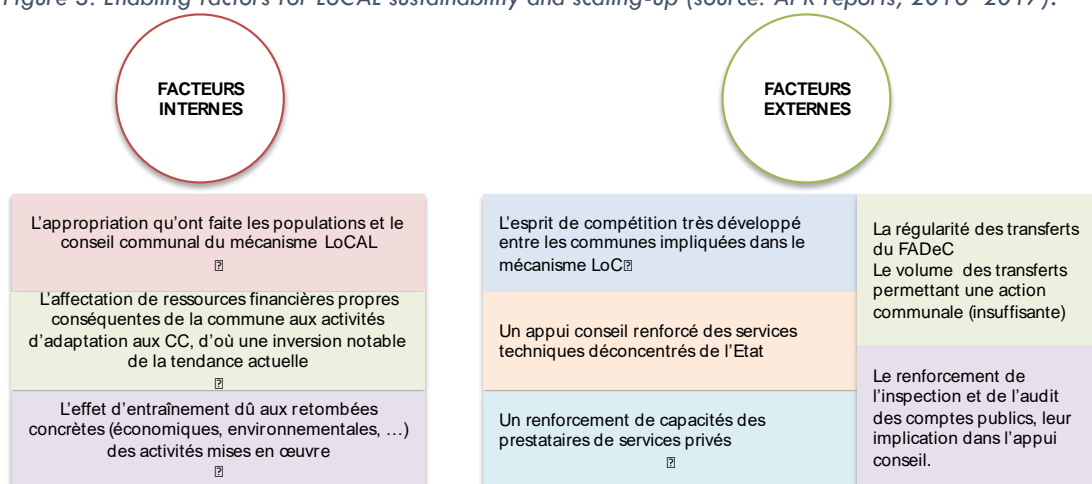 Figure 5: Enabling factors for LoCAL sustainability and scaling-up (source: APR reports, 2016–2017).
FACTEURS
INTERNES
L'appropriation qu'ont faite les populations et le
conseil communal du mécanisme LoCAL
L'affectation de ressources financières propres
conséquentes de la commune aux activités
d'adaptation aux CC, d'où une inversion notable
de la tendance actuelle
L'effet d'entraînement dû aux retombées
concrètes (économiques, environnementales, …)
des activités mises en œuvre
FACTEURS
EXTERNES
L'esprit de compétition très développé
entre les communes impliquées dans le
mécanisme LoC
Un appui conseil renforcé des services
techniques déconcentrés de l'Etat
Un renforcement de capacités des
prestataires de services privés
La régularité des transferts
du FADeC
Le volume des transferts
permettant une action
communale (insuffisante)
Le renforcement de
l'inspection et de l'audit
des comptes publics, leur
implication dans l'appui
conseil.